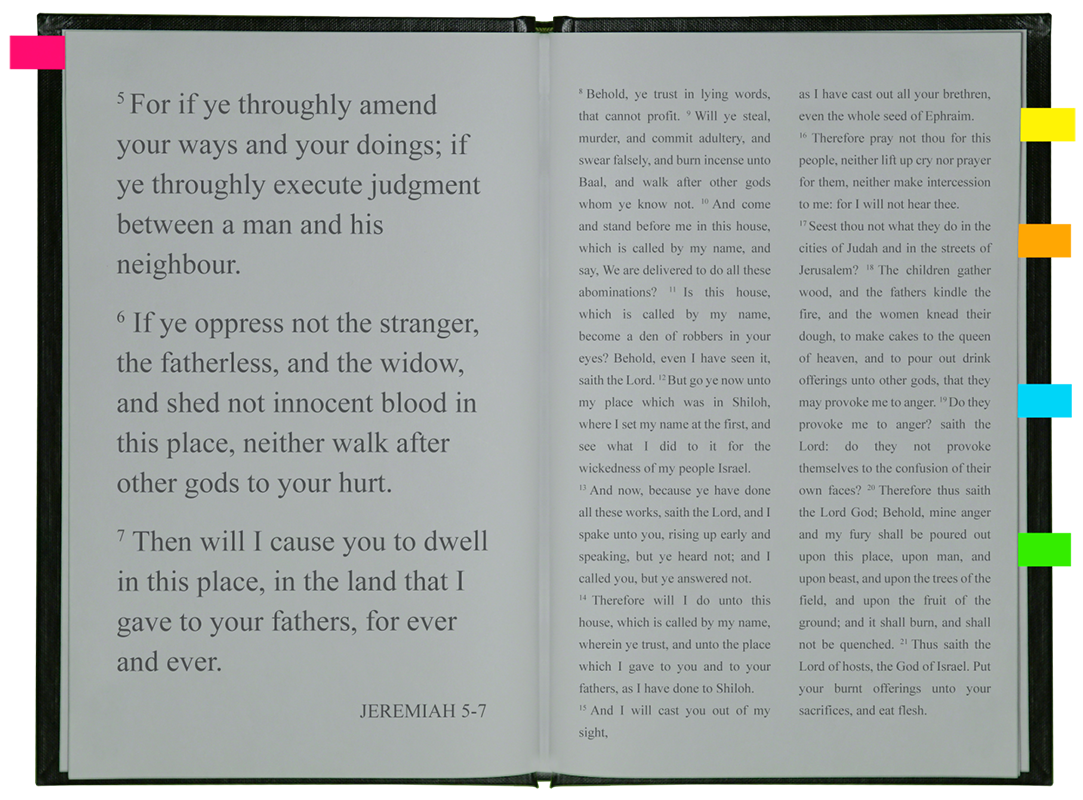 5 For if ye throughly amend
your ways and your doings; if
ye throughly execute judgment
between a man and his
neighbour.
6 If ye oppress not the stranger,
the fatherless, and the widow,
and shed not innocent blood in
this place, neither walk after
other gods to your hurt.
7 Then will I cause you to dwell
in this place, in the land that I
gave to your fathers, for ever
and ever.
JEREMIAH 5-7
8 Behold, ye trust in lying words,
that cannot profit. 9 Will ye steal,
murder, and commit adultery, and
swear falsely, and burn incense unto
Baal, and walk after other gods
whom ye know not. 10 And come
and stand before me in this house,
which is called by my name, and
say, We are delivered to do all these
abominations? 11 Is this house,
which is called by my name,
become a den of robbers in your
eyes? Behold, even I have seen it,
saith the Lord. 12 But go ye now unto
my place which was in Shiloh,
where I set my name at the first, and
see what I did to it for the
wickedness of my people Israel.
13 And now, because ye have done
all these works, saith the Lord, and I
spake unto you, rising up early and
speaking, but ye heard not; and I
called you, but ye answered not.
14 Therefore will I do unto this
house, which is called by my name,
wherein ye trust, and unto the place
which I gave to you and to your
fathers, as I have done to Shiloh.
15 And I will cast you out of my
sight,
as I have cast out all your brethren,
even the whole seed of Ephraim.
16 Therefore pray not thou for this
people, neither lift up cry nor prayer
for them, neither make intercession
to me: for I will not hear thee.
17 Seest thou not what they do in the
cities of Judah and in the streets of
Jerusalem? 18 The children gather
wood, and the fathers kindle the
fire, and the women knead their
dough, to make cakes to the queen
of heaven, and to pour out drink
offerings unto other gods, that they
may provoke me to anger. 19 Do they
provoke me to anger? saith the
Lord: do they not provoke
themselves to the confusion of their
own faces? 20 Therefore thus saith
the Lord God; Behold, mine anger
and my fury shall be poured out
upon this place, upon man, and
upon beast, and upon the trees of the
field, and upon the fruit of the
ground; and it shall burn, and shall
not be quenched. 21 Thus saith the
Lord of hosts, the God of Israel. Put
your burnt offerings unto your
sacrifices, and eat flesh.